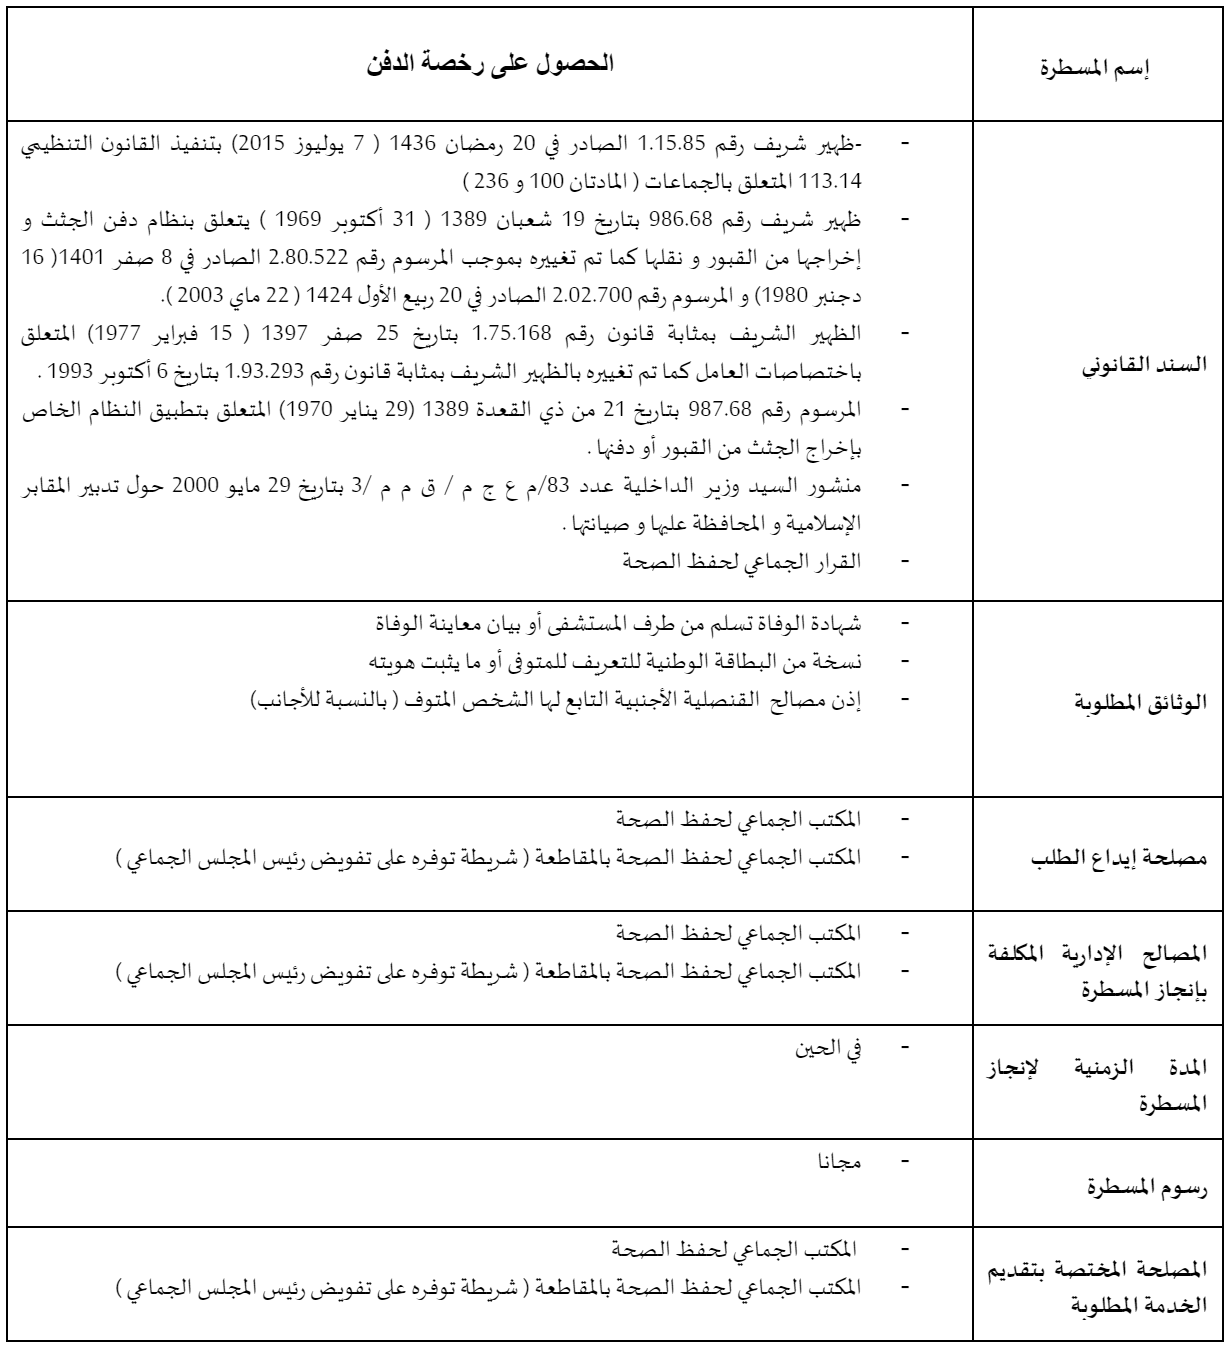 إسم المسطرة
الحصول على رخصة الدفن
السند القانوني
- -ظهير شريف رقم 1.15.85 الصادر في 20 رمضان 1436 ( 7 يوليوز 2015) بتنفيذ القانون التنظيمي
113.14 المتعلق بالجماعات ( المادتان 100 و 236 )
- ظهير شريف رقم 986.68 بتاريخ 19 شعبان 1389 ( 31 أكتوبر 1969 ) يتعلق بنظام دفن الجثث و
إخراجها من القبور و نقلها كما تم تغييره بموجب المرسوم رقم 2.80.522 الصادر في 8 صفر 1401( 16
دجنبر 1980) و المرسوم رقم 2.02.700 الصادر في 20 ربيع الأول 1424 ( 22 ماي 2003 ).
- الظهير الشريف بمثابة قانون رقم 1.75.168 بتاريخ 25 صفر 1397 ( 15 فبراير 1977) المتعلق
باختصاصات العامل كما تم تغييره بالظهير الشريف بمثابة قانون رقم 1.93.293 بتاريخ 6 أكتوبر 1993 .
- المرسوم رقم 987.68 بتاريخ 21 من ذي القعدة 1389 (29 يناير 1970) المتعلق بتطبيق النظام الخاص
بإخراج الجثث من القبور أو دفنها .
- منشور السيد وزير الداخلية عدد 83/م ع ج م / ق م م /3 بتاريخ 29 مايو 2000 حول تدبير المقابر
الإسلامية و المحافظة عليها و صيانتها .
- القرار الجماعي لحفظ الصحة
الوثائق المطلوبة
- شهادة الوفاة تسلم من طرف المستشفى أو بيان معاينة الوفاة
- نسخة من البطاقة الوطنية للتعريف للمتوفى أو ما يثبت هويته
- إذن مصالح القنصلية الأجنبية التابع لها الشخص المتوف ( بالنسبة للأجانب)
مصلحة إيداع الطلب
- المكتب الجماعي لحفظ الصحة
- المكتب الجماعي لحفظ الصحة بالمقاطعة ( شريطة توفره على تفويض رئيس المجلس الجماعي )
المصالح الإدارية المكلفة
بإنجاز المسطرة
- المكتب الجماعي لحفظ الصحة
- المكتب الجماعي لحفظ الصحة بالمقاطعة ( شريطة توفره على تفويض رئيس المجلس الجماعي )
المدة الزمنية لإنجاز
المسطرة
- في الحين
رسوم المسطرة
- مجانا
المصلحة المختصة بتقديم
الخدمة المطلوبة
- المكتب الجماعي لحفظ الصحة
- المكتب الجماعي لحفظ الصحة بالمقاطعة ( شريطة توفره على تفويض رئيس المجلس الجماعي )